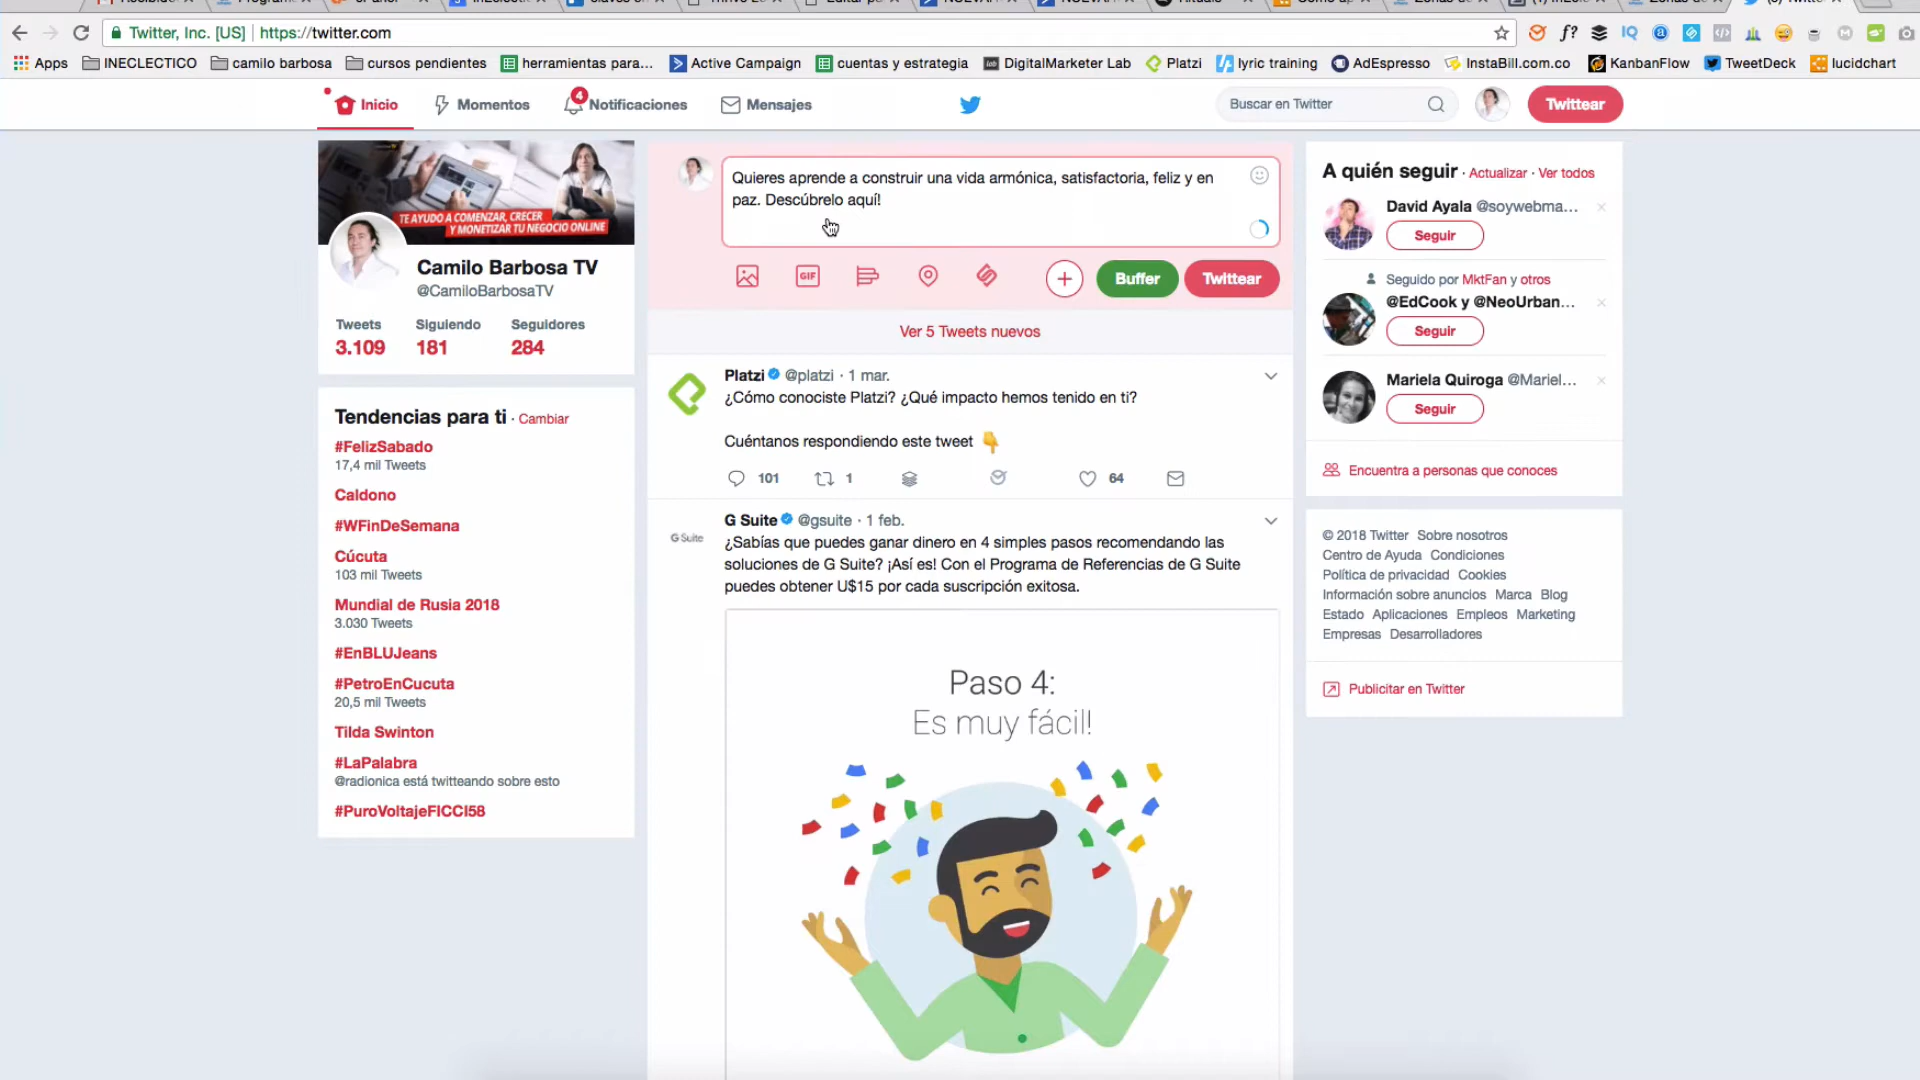 Twitter, Inc. [US] | https://twitter.com
Apps INECLECTICO camilo barbosa cursos pendientes herramientas para... Active Campaign cuentas y estrategia DigitalMarketer Lab Platzi lyric training AdEspresso InstaBill.com.co KanbanFlow TweetDeck lucidchart
Inicio Momentos 4 Notificaciones Mensajes Buscar en Twitter Twittear
TE AYUDO A COMENZAR, CRECER
Y MONETIZAR TU NEGOCIO ONLINE
Camilo Barbosa TV
@CamiloBarbosaTV
Tweets Siguiendo Seguidores
3.109 181 284
Tendencias para ti · Cambiar
#FelizSabado
17,4 mil Tweets
Caldono
#WFinDeSemana
Cúcuta
103 mil Tweets
Mundial de Rusia 2018
3.030 Tweets
#EnBLUJeans
#PetroEnCucuta
20,5 mil Tweets
Tilda Swinton
#LaPalabra
@radionica está twitteando sobre esto
#PuroVoltajeFICCI58
Quieres aprende a construir una vida armónica, satisfactoria, feliz y en
paz. Descúbrelo aquí!
GIF Buffer Twittear
Ver 5 Tweets nuevos
Platzi @platzi · 1 mar.
¿Cómo conociste Platzi? ¿Qué impacto hemos tenido en ti?
Cuéntanos respondiendo este tweet
101 1 64
G Suite G Suite @gsuite · 1 feb.
¿Sabías que puedes ganar dinero en 4 simples pasos recomendando las
soluciones de G Suite? ¡Así es! Con el Programa de Referencias de G Suite
puedes obtener U$15 por cada suscripción exitosa.
Paso 4:
Es muy fácil!
A quién seguir · Actualizar · Ver todos
David Ayala @soywebma...
Seguir
Seguido por MktFan y otros
@EdCook y @NeoUrban...
Seguir
Mariela Quiroga @Mariel...
Seguir
Encuentra a personas que conoces
© 2018 Twitter Sobre nosotros
Centro de Ayuda Condiciones
Política de privacidad Cookies
Información sobre anuncios Marca Blog
Estado Aplicaciones Empleos Marketing
Empresas Desarrolladores
Publicitar en Twitter